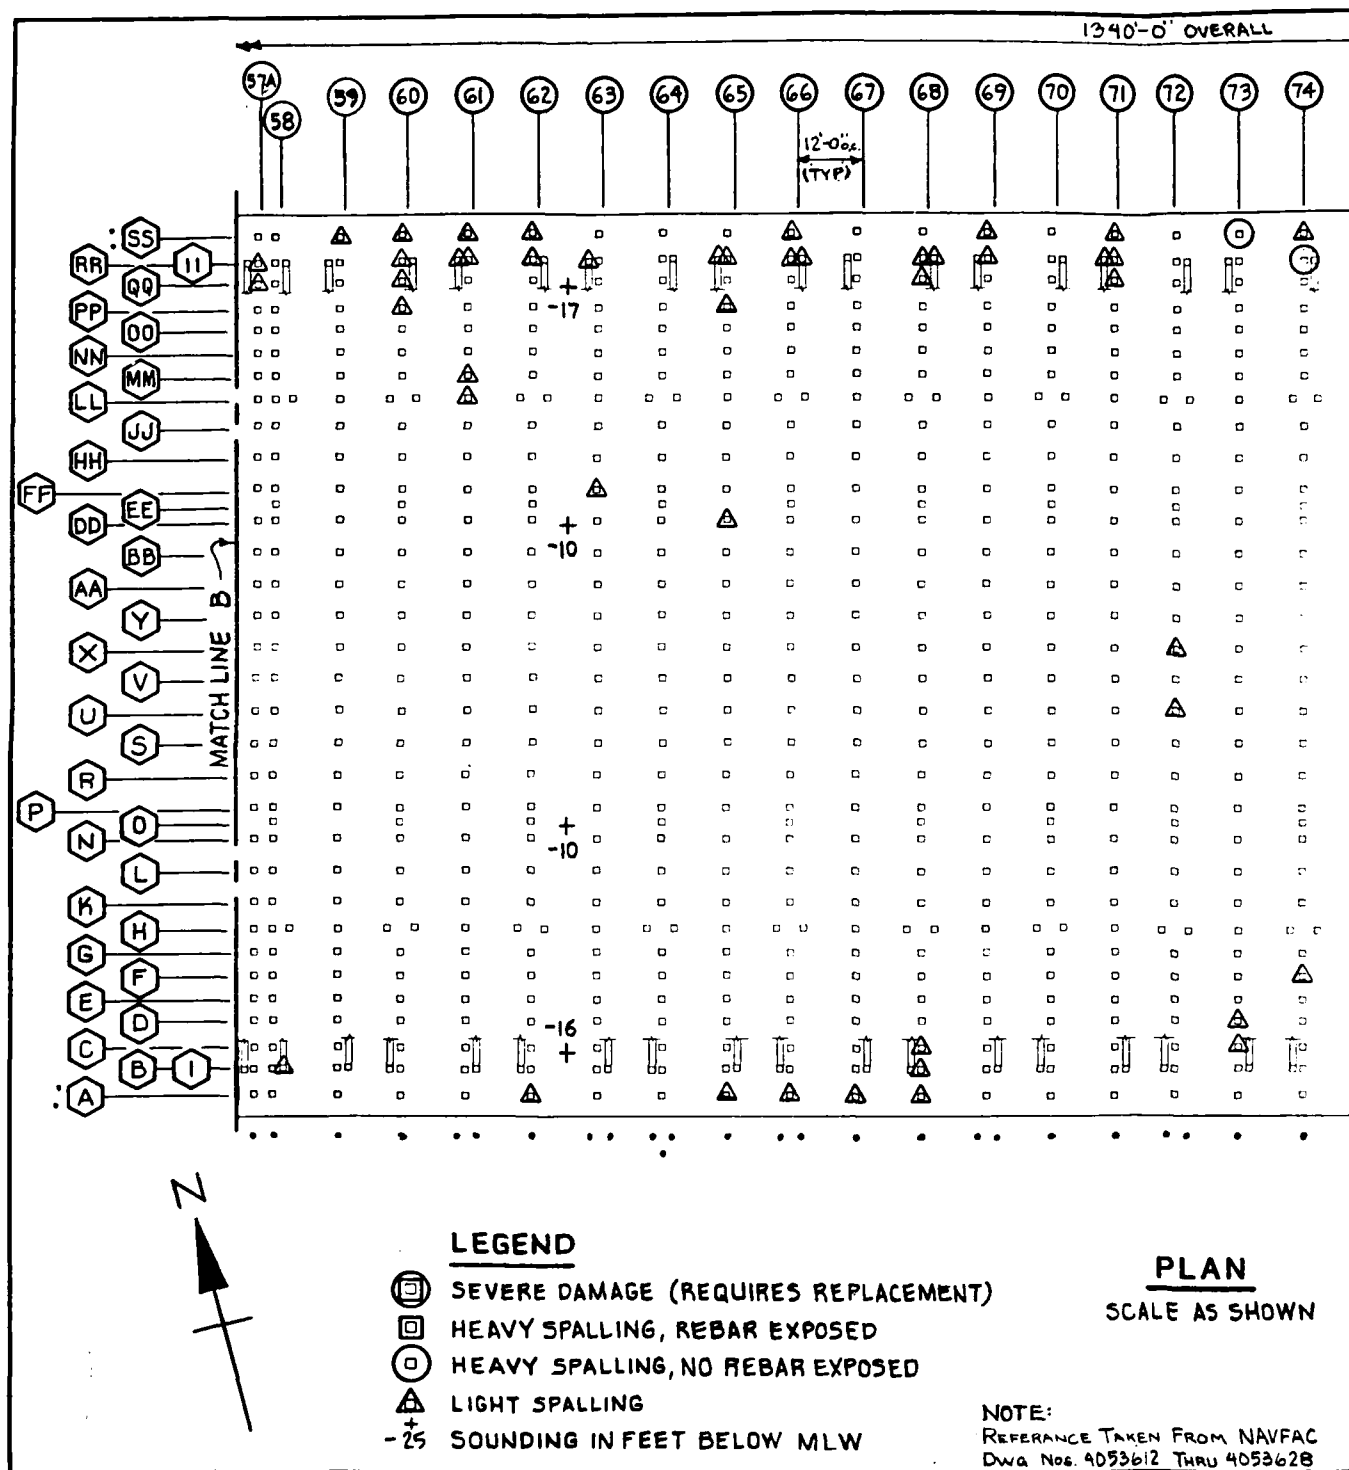 1340'-0" OVERALL
57A 58 59 60 61 62 63 64 65 66 67 68 69 70 71 72 73 74
12'-0" o.c.
(TYP)
SS
RR 11
QQ
PP
OO
NN
MM
LL
JJ
HH
FF
EE
DD
BB
AA
Y
X
V
U
S
R
P
O
N
L
K
H
G
F
E
D
C
B 1
A
MATCH LINE B
-17
-10
-10
-16
N
LEGEND
SEVERE DAMAGE (REQUIRES REPLACEMENT)
HEAVY SPALLING, REBAR EXPOSED
HEAVY SPALLING, NO REBAR EXPOSED
LIGHT SPALLING
+
-25 SOUNDING IN FEET BELOW MLW
PLAN
SCALE AS SHOWN
NOTE:
REFERANCE TAKEN FROM NAVFAC
DWG NOS. 4053612 THRU 4053628